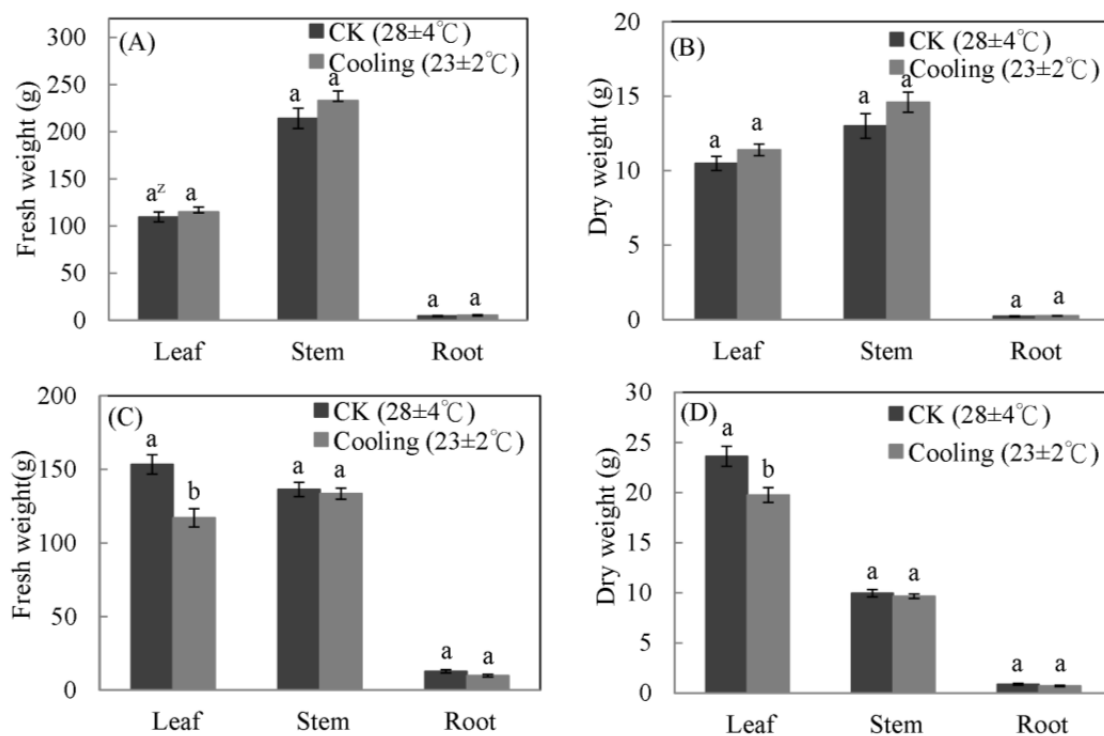 (A)
CK (28±4℃)
Cooling (23±2℃)
Fresh weight (g)
300
250
200
150
100
50
0
aᶻ a
a a
a a
Leaf Stem Root
(B)
CK (28±4℃)
Cooling (23±2℃)
Dry weight (g)
20
15
10
5
0
a a
a a
a a
Leaf Stem Root
(C)
CK (28±4℃)
Cooling (23±2℃)
Fresh weight(g)
200
150
100
50
0
a b
a a
a a
Leaf Stem Root
(D)
CK (28±4℃)
Cooling (23±2℃)
Dry weight (g)
30
25
20
15
10
5
0
a b
a a
a a
Leaf Stem Root